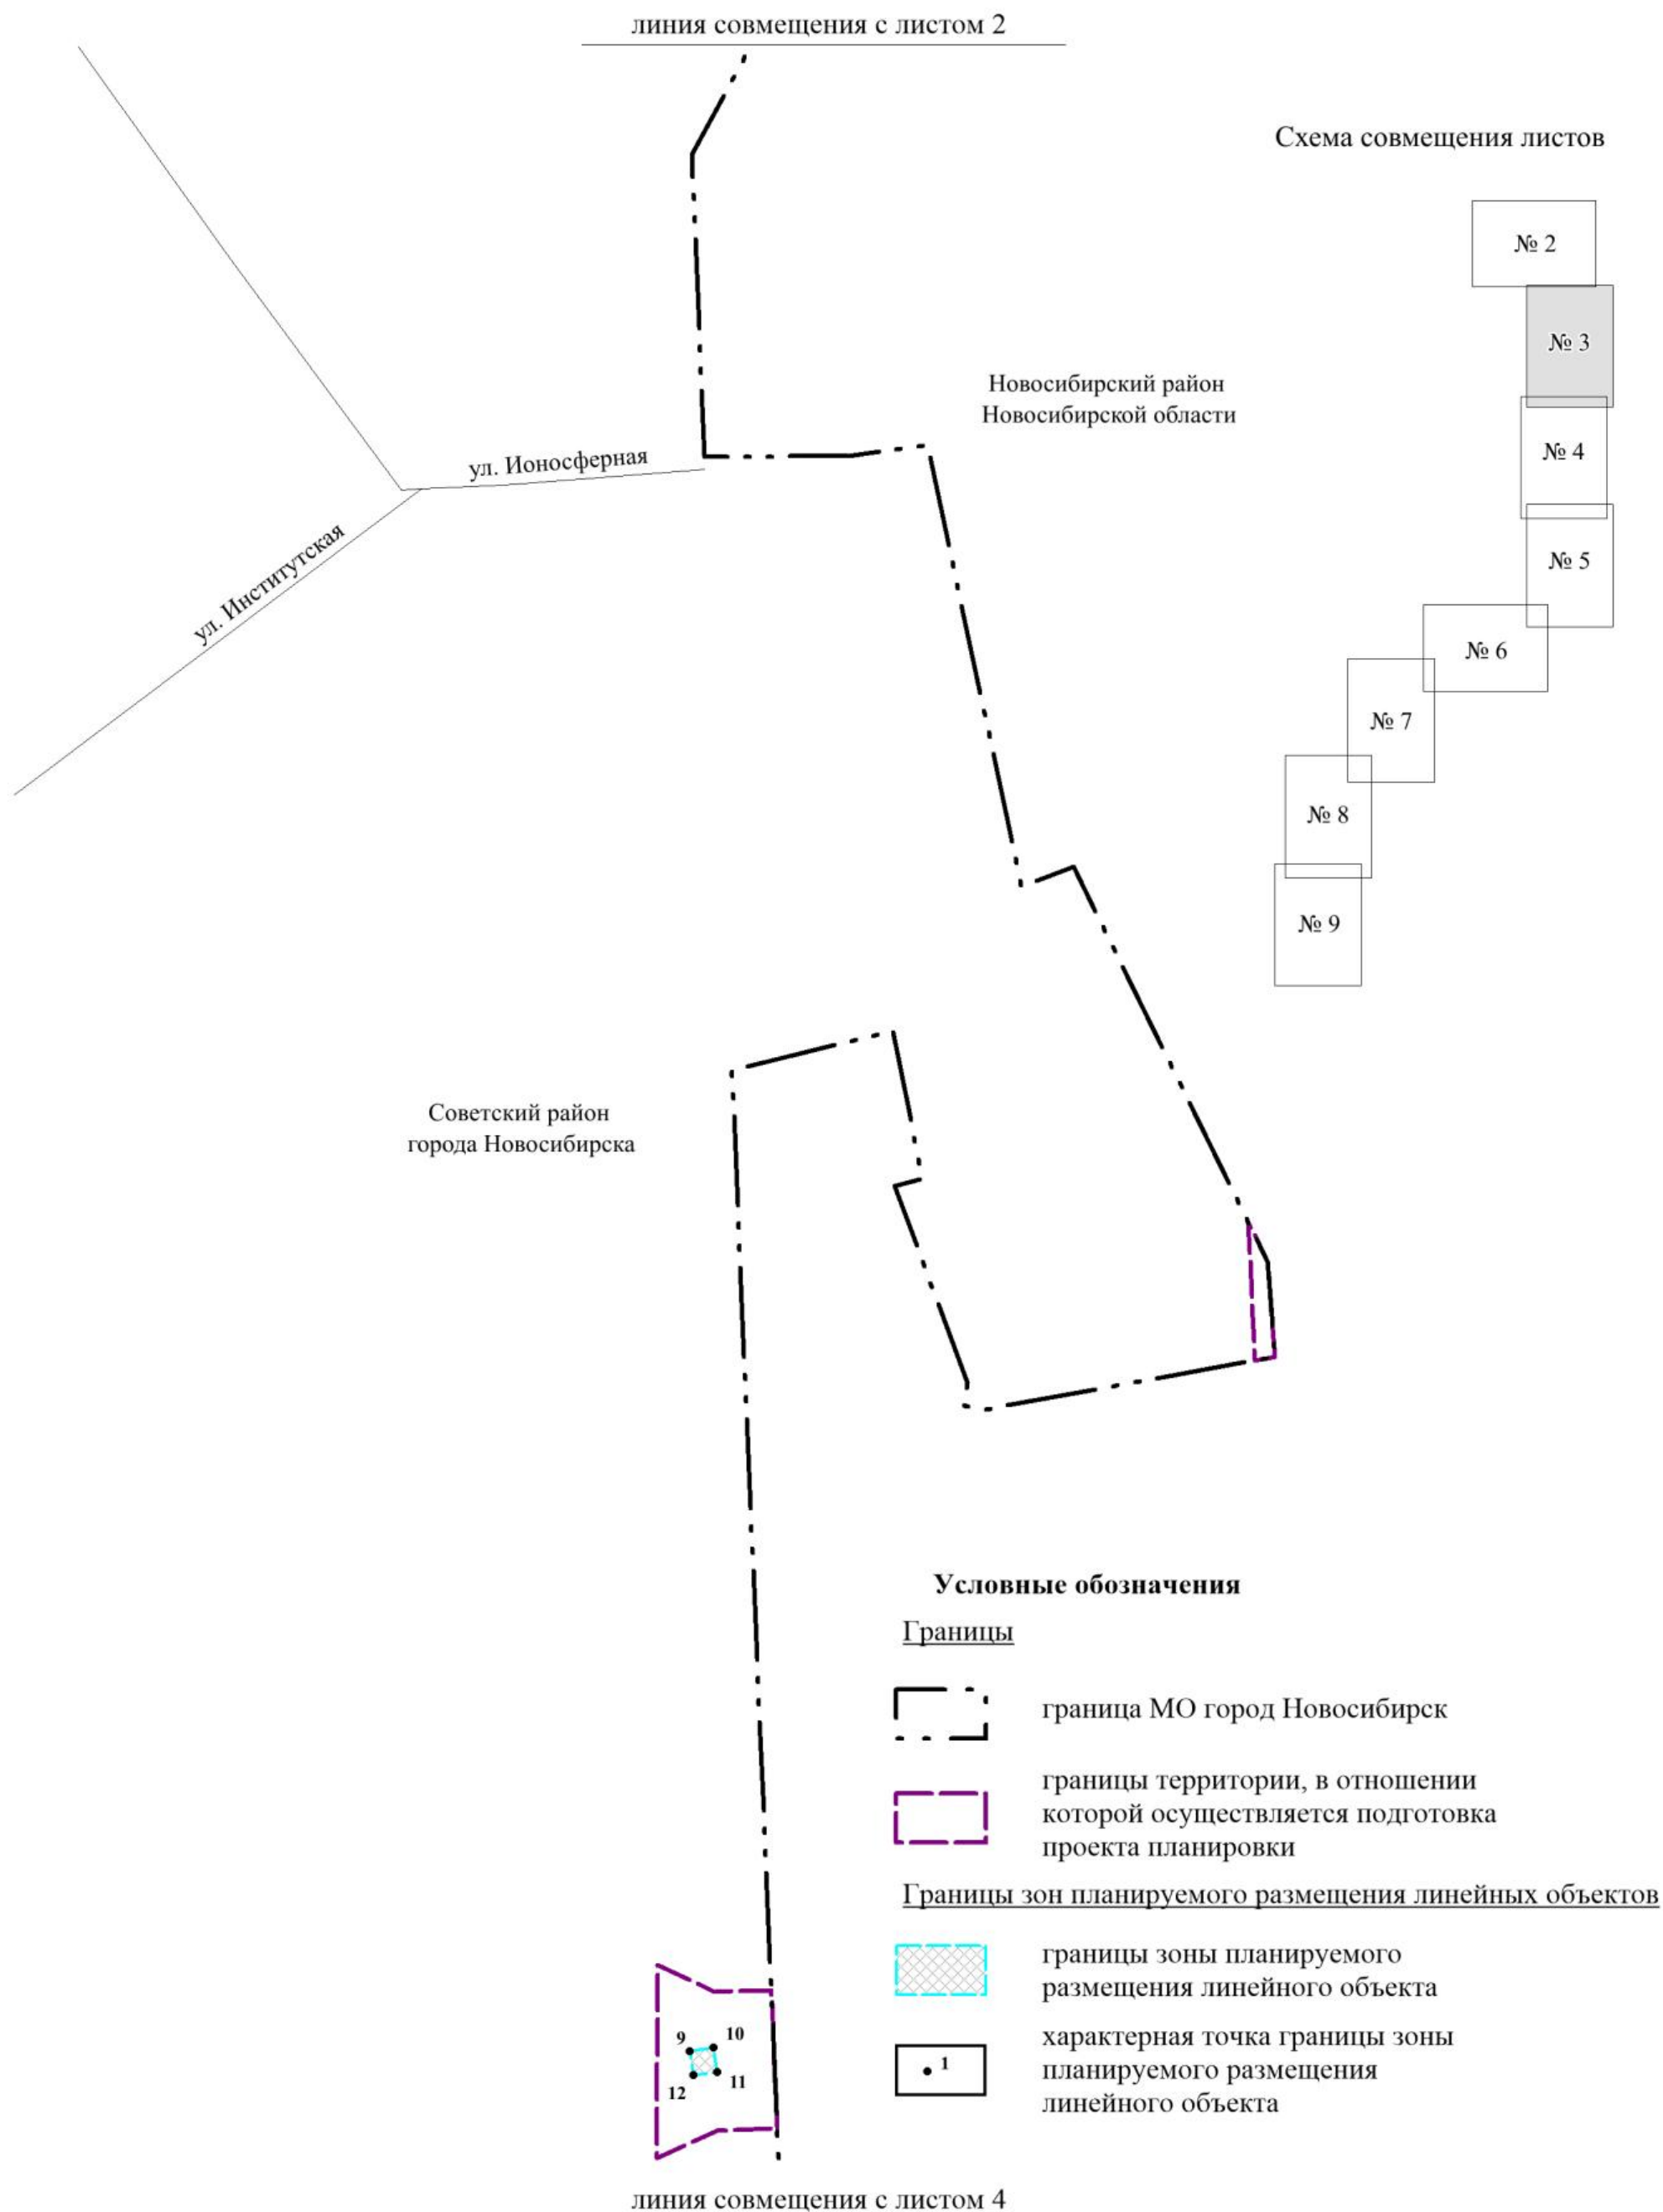 линия совмещения с листом 2
Схема совмещения листов
№ 2
№ 3
№ 4
№ 5
№ 6
№ 7
№ 8
№ 9
Новосибирский район
Новосибирской области
ул. Ионосферная
ул. Институтская
Советский район
города Новосибирска
Условные обозначения
Границы
граница МО город Новосибирск
границы территории, в отношении
которой осуществляется подготовка
проекта планировки
Границы зон планируемого размещения линейных объектов
границы зоны планируемого
размещения линейного объекта
1
характерная точка границы зоны
планируемого размещения
линейного объекта
9
10
11
12
линия совмещения с листом 4